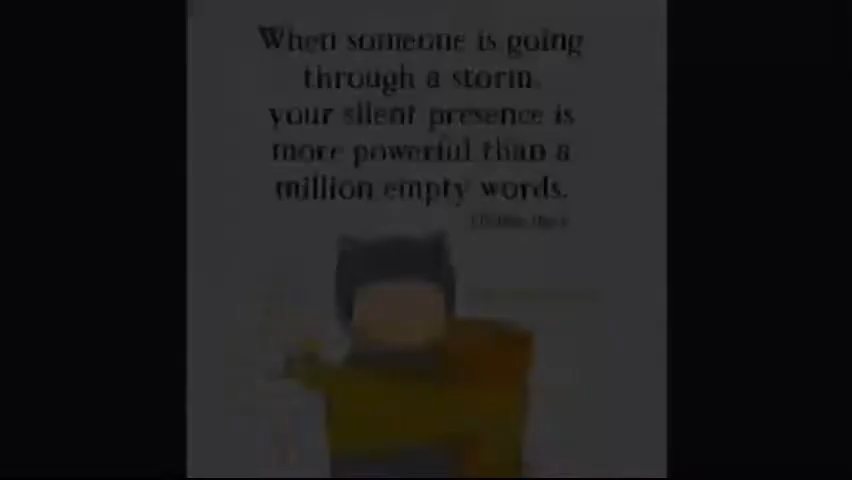 When someone is going
through a storm,
your silent presence is
more powerful than a
million empty words.